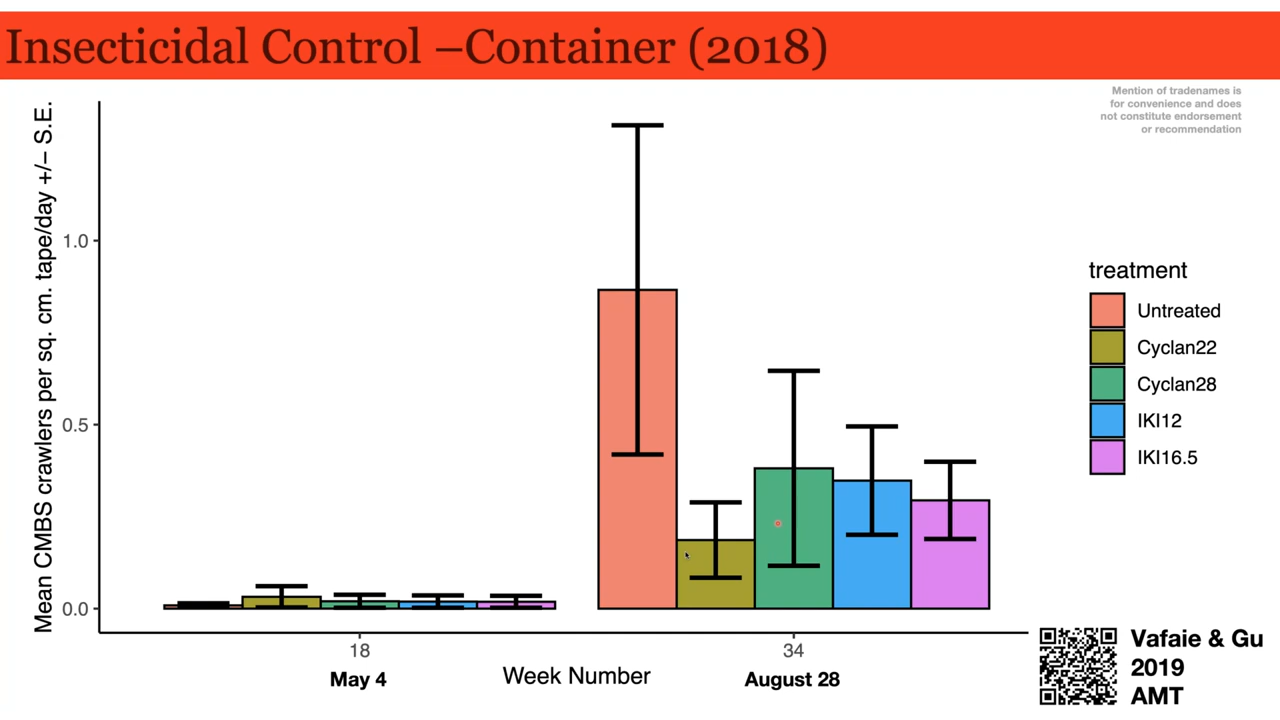 Insecticidal Control –Container (2018)
Mention of tradenames is
for convenience and does
not constitute endorsement
or recommendation
Mean CMBS crawlers per sq. cm. tape/day +/− S.E.
1.0
0.5
0.0
treatment
Untreated
Cyclan22
Cyclan28
IKI12
IKI16.5
18
34
May 4
Week Number
August 28
Vafaie & Gu
2019
AMT